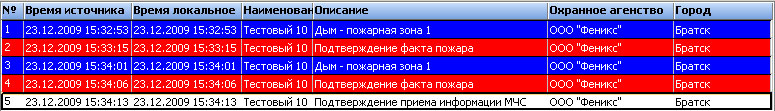 № Время источника Время локальное Наименован Описание Охранное агенство Город
1 23.12.2009 15:32:53 23.12.2009 15:32:53 Тестовый 10 Дым - пожарная зона 1 ООО "Феникс" Братск
2 23.12.2009 15:33:15 23.12.2009 15:33:15 Тестовый 10 Подтверждение факта пожара ООО "Феникс" Братск
3 23.12.2009 15:34:01 23.12.2009 15:34:01 Тестовый 10 Дым - пожарная зона 1 ООО "Феникс" Братск
4 23.12.2009 15:34:06 23.12.2009 15:34:06 Тестовый 10 Подтверждение факта пожара ООО "Феникс" Братск
5 23.12.2009 15:34:13 23.12.2009 15:34:13 Тестовый 10 Подтверждение приема информации МЧС ООО "Феникс" Братск